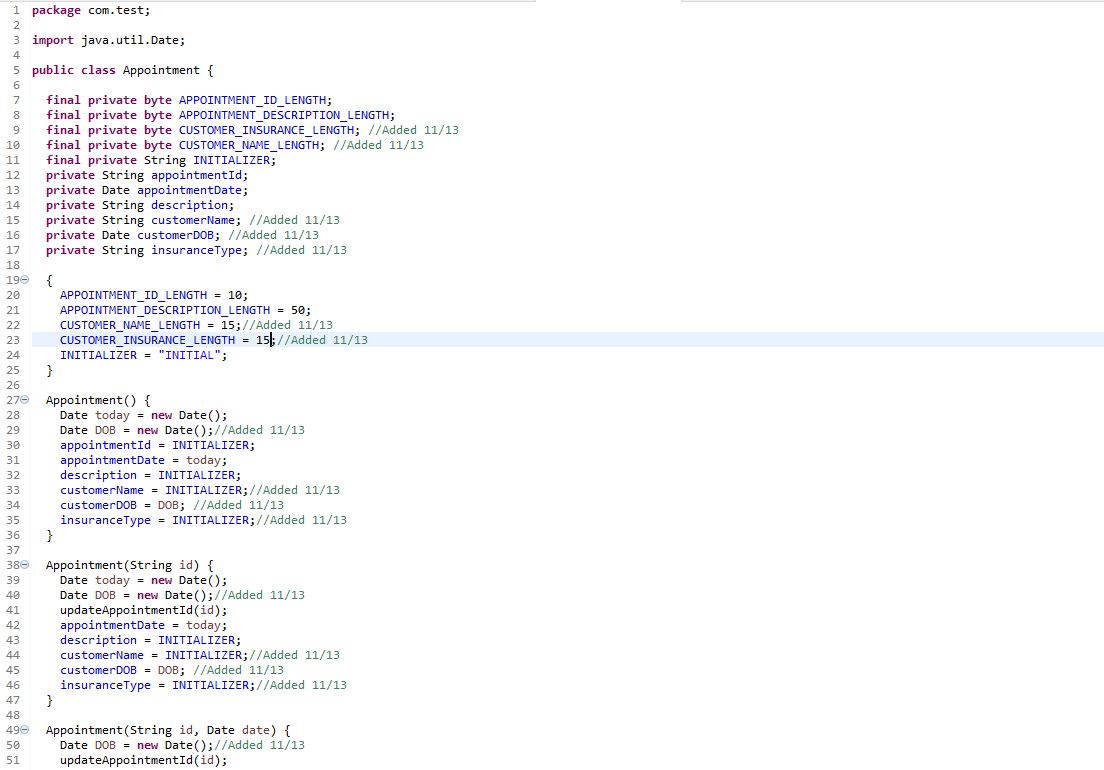 1 package com.test;
2
3 import java.util.Date;
4
5 public class Appointment {
6
7   final private byte APPOINTMENT_ID_LENGTH;
8   final private byte APPOINTMENT_DESCRIPTION_LENGTH;
9   final private byte CUSTOMER_INSURANCE_LENGTH; //Added 11/13
10   final private byte CUSTOMER_NAME_LENGTH; //Added 11/13
11   final private String INITIALIZER;
12   private String appointmentId;
13   private Date appointmentDate;
14   private String description;
15   private String customerName; //Added 11/13
16   private Date customerDOB; //Added 11/13
17   private String insuranceType; //Added 11/13
18
19   {
20     APPOINTMENT_ID_LENGTH = 10;
21     APPOINTMENT_DESCRIPTION_LENGTH = 50;
22     CUSTOMER_NAME_LENGTH = 15;//Added 11/13
23     CUSTOMER_INSURANCE_LENGTH = 15;//Added 11/13
24     INITIALIZER = "INITIAL";
25   }
26
27   Appointment() {
28     Date today = new Date();
29     Date DOB = new Date();//Added 11/13
30     appointmentId = INITIALIZER;
31     appointmentDate = today;
32     description = INITIALIZER;
33     customerName = INITIALIZER;//Added 11/13
34     customerDOB = DOB; //Added 11/13
35     insuranceType = INITIALIZER;//Added 11/13
36   }
37
38   Appointment(String id) {
39     Date today = new Date();
40     Date DOB = new Date();//Added 11/13
41     updateAppointmentId(id);
42     appointmentDate = today;
43     description = INITIALIZER;
44     customerName = INITIALIZER;//Added 11/13
45     customerDOB = DOB; //Added 11/13
46     insuranceType = INITIALIZER;//Added 11/13
47   }
48
49   Appointment(String id, Date date) {
50     Date DOB = new Date();//Added 11/13
51     updateAppointmentId(id);